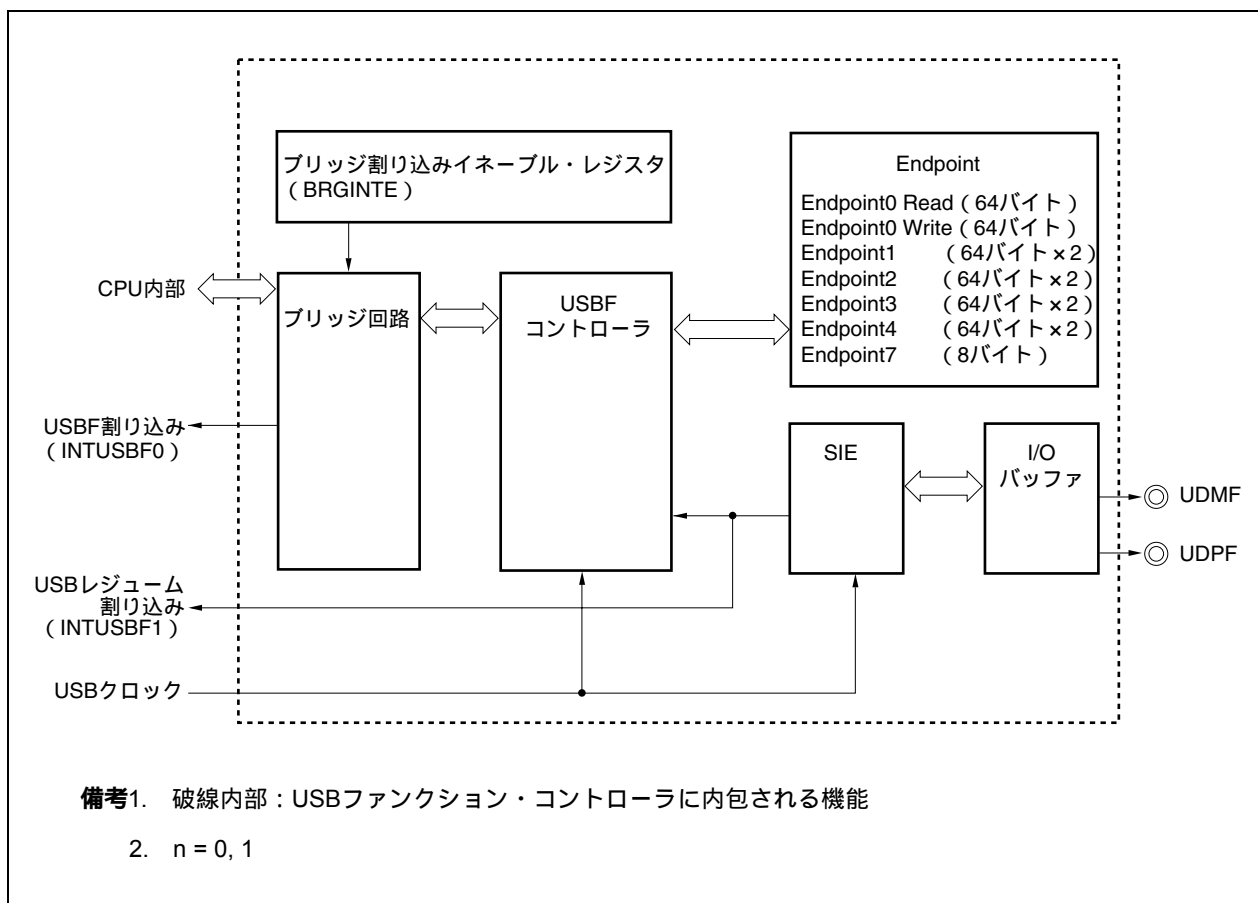 ブリッジ割り込みイネーブル・レジスタ
（BRGINTE）
Endpoint
Endpoint0 Read（64バイト）
Endpoint0 Write（64バイト）
Endpoint1 （64バイト×2）
Endpoint2 （64バイト×2）
Endpoint3 （64バイト×2）
Endpoint4 （64バイト×2）
Endpoint7 （8バイト）
CPU内部
ブリッジ回路
USBF
コントローラ
USBF割り込み
（INTUSBF0）
SIE
I/O
バッファ
UDMF
UDPF
USBレジューム
割り込み
（INTUSBF1）
USBクロック
備考1. 破線内部：USBファンクション・コントローラに内包される機能
2. n = 0, 1